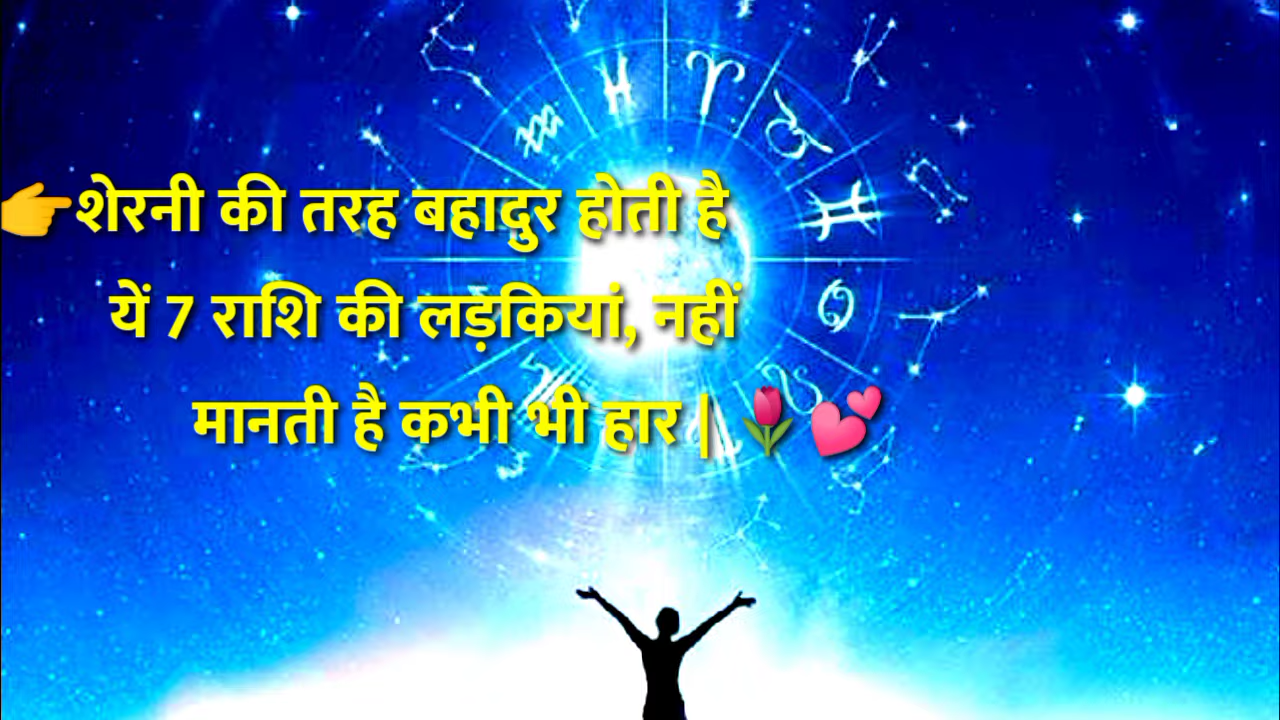 👉शेरनी की तरह बहादुर होती है
यें 7 राशि की लड़कियां, नहीं
मानती है कभी भी हार | 🌷💕